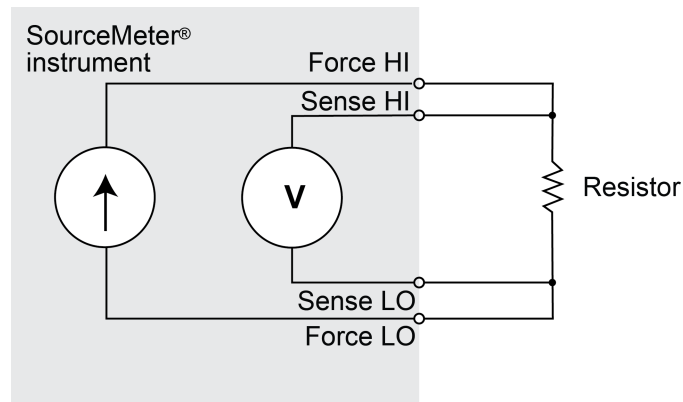 SourceMeter®
instrument
Force HI
Sense HI
V
Resistor
Sense LO
Force LO